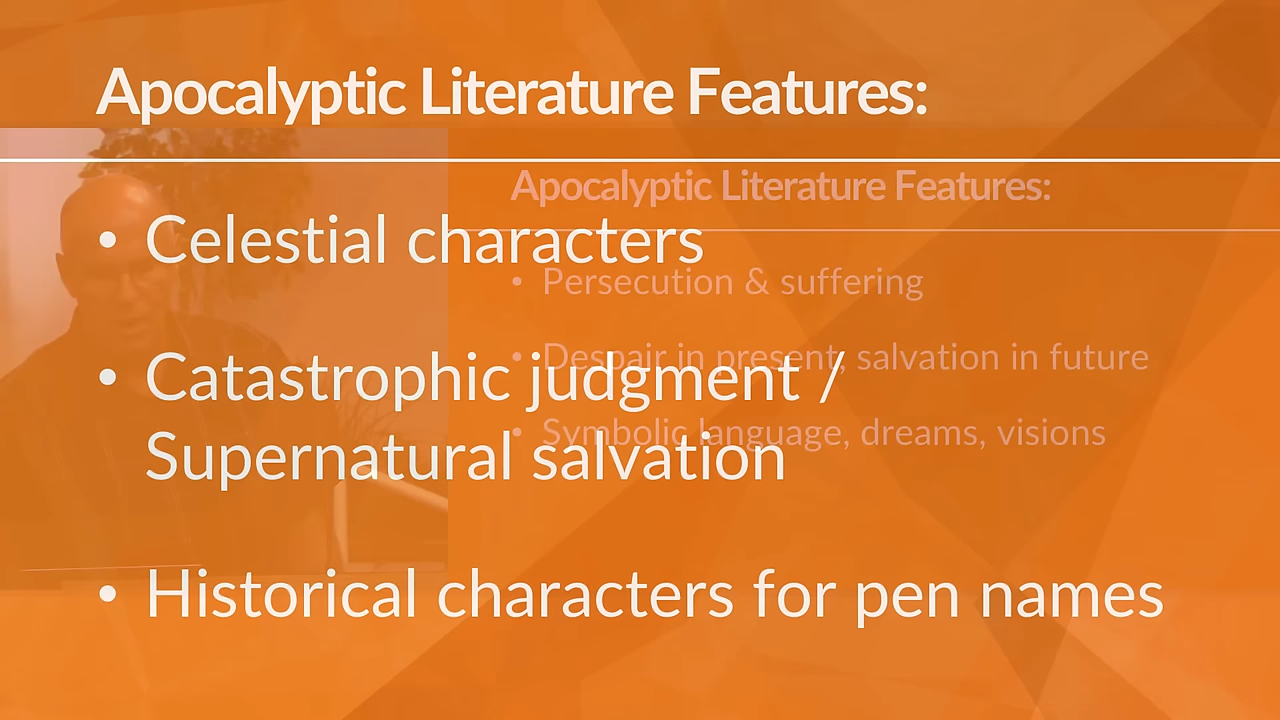 Apocalyptic Literature Features:
Apocalyptic Literature Features:
• Celestial characters
• Persecution & suffering
• Despair in present, salvation in future
• Catastrophic judgment /
Supernatural salvation
• Symbolic language, dreams, visions
• Historical characters for pen names